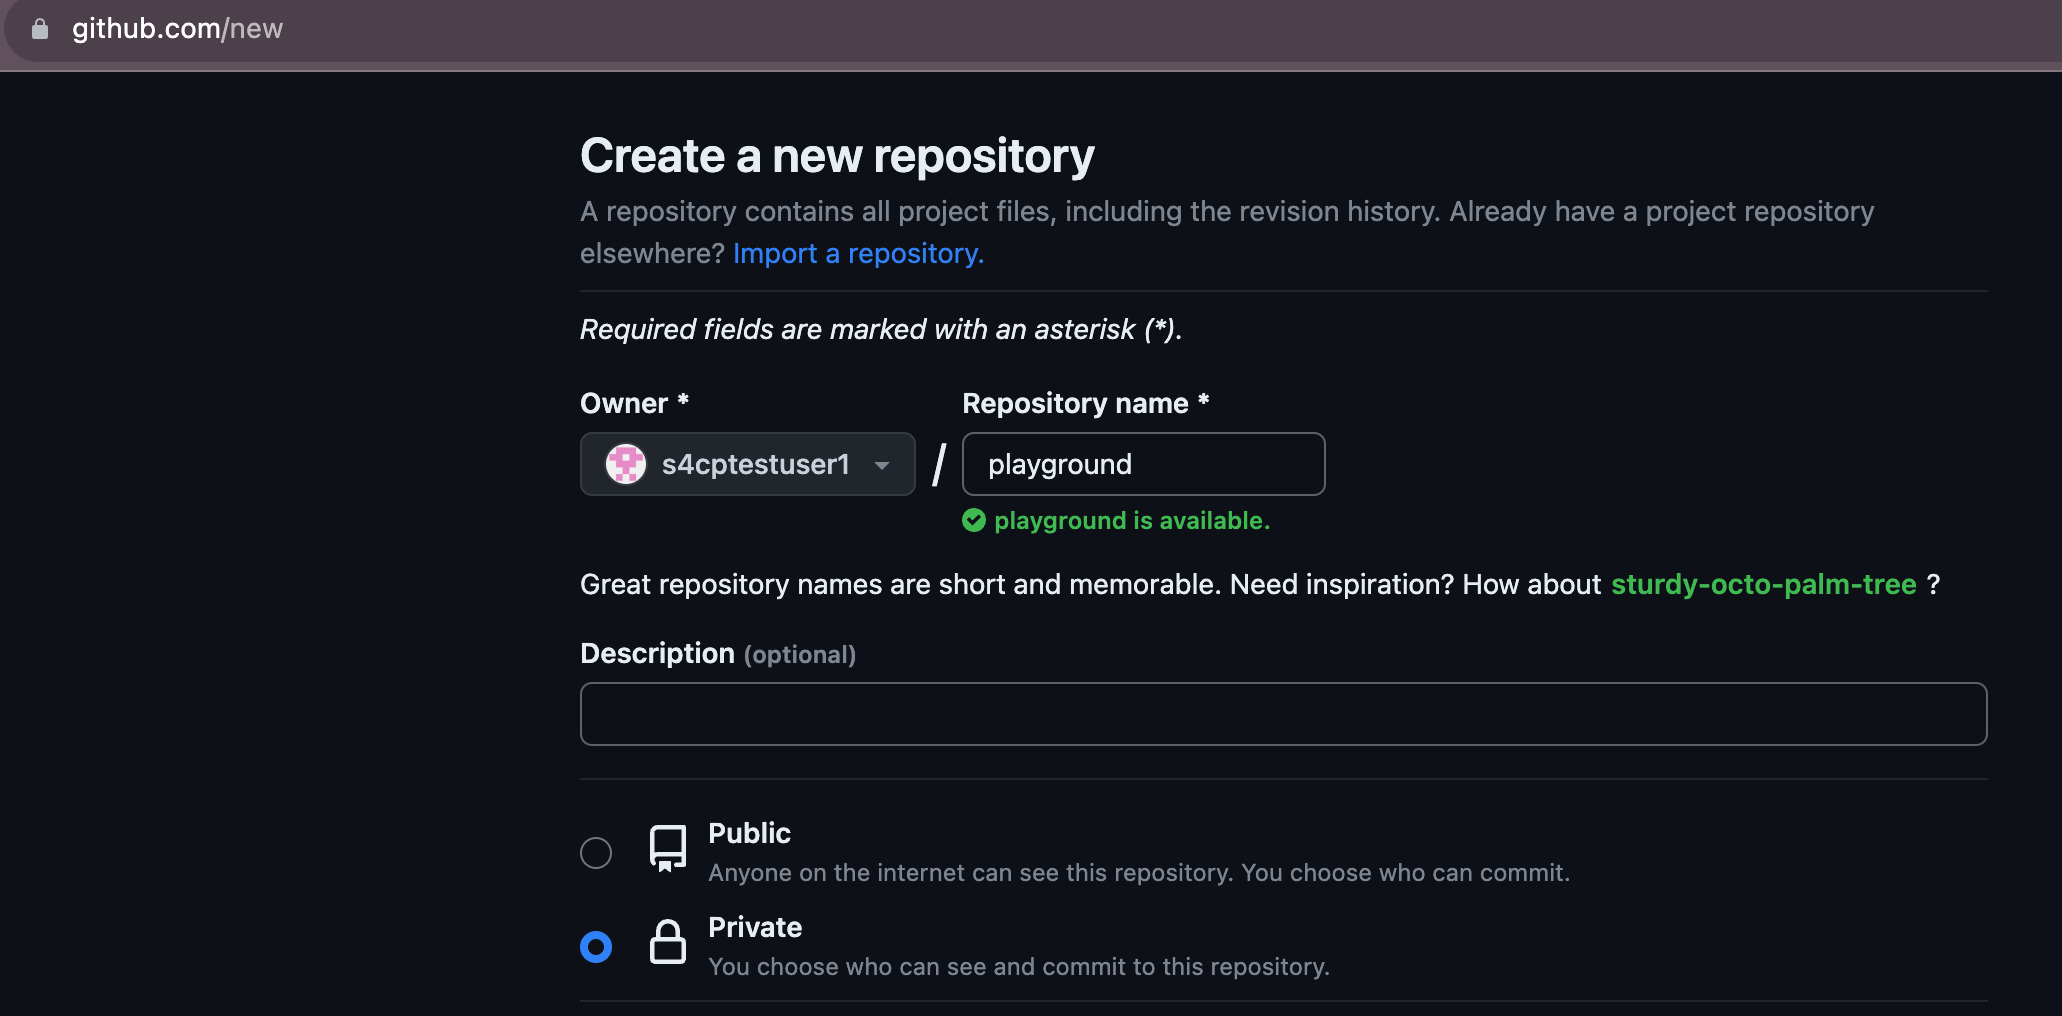 github.com/new
Create a new repository
A repository contains all project files, including the revision history. Already have a project repository
elsewhere? Import a repository.
Required fields are marked with an asterisk (*).
Owner * Repository name *
s4cptestuser1 / playground
playground is available.
Great repository names are short and memorable. Need inspiration? How about sturdy-octo-palm-tree ?
Description (optional)
Public
Anyone on the internet can see this repository. You choose who can commit.
Private
You choose who can see and commit to this repository.